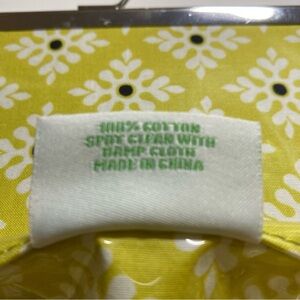 100% COTTON
SPOT CLEAN WITH
DAMP CLOTH
MADE IN CHINA